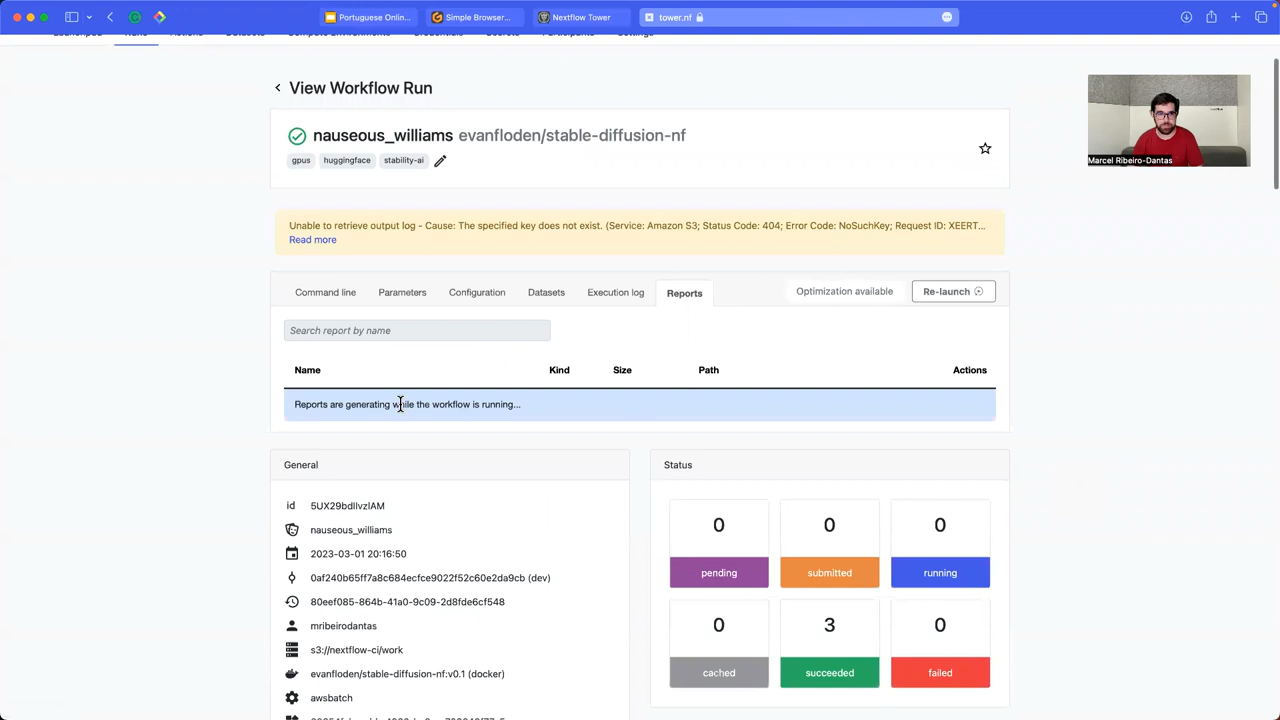 Portuguese Onlin...
Simple Browser...
Nextflow Tower
tower.nf
View Workflow Run
nauseous_williams evanfloden/stable-diffusion-nf
gpus huggingface stability-ai
Marcel Ribeiro-Dantas
Unable to retrieve output log - Cause: The specified key does not exist. (Service: Amazon S3; Status Code: 404; Error Code: NoSuchKey; Request ID: XEERT...
Read more
Command line Parameters Configuration Datasets Execution log Reports Optimization available Re-launch
Search report by name
Name Kind Size Path Actions
Reports are generating while the workflow is running...
General
id 5UX29bdIlvzIAM
nauseous_williams
2023-03-01 20:16:50
0af240b65ff7a8c684ecfce9022f52c60e2da9cb (dev)
80eef085-864b-41a0-9c09-2d8fde6cf548
mribeirodantas
s3://nextflow-ci/work
evanfloden/stable-diffusion-nf:v0.1 (docker)
awsbatch
Status
0 0 0
pending submitted running
0 3 0
cached succeeded failed